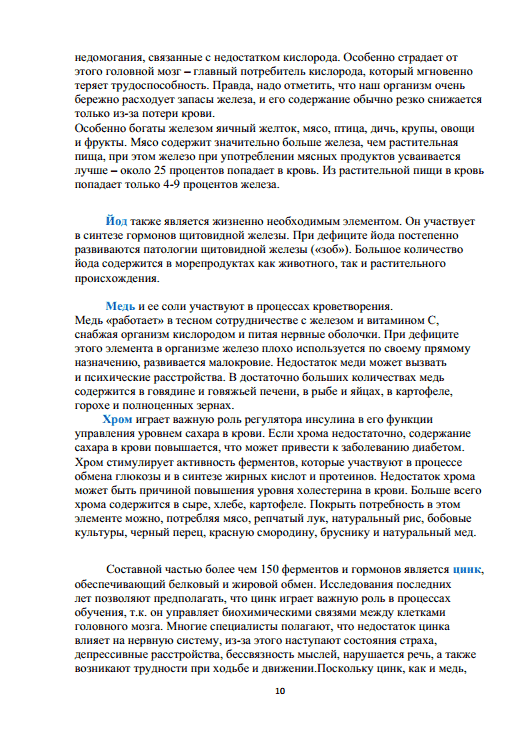 недомогания, связанные с недостатком кислорода. Особенно страдает от
этого головной мозг – главный потребитель кислорода, который мгновенно
теряет трудоспособность. Правда, надо отметить, что наш организм очень
бережно расходует запасы железа, и его содержание обычно резко снижается
только из-за потери крови.
Особенно богаты железом яичный желток, мясо, птица, дичь, крупы, овощи
и фрукты. Мясо содержит значительно больше железа, чем растительная
пища, при этом железо при употреблении мясных продуктов усваивается
лучше – около 25 процентов попадает в кровь. Из растительной пищи в кровь
попадает только 4-9 процентов железа.
Йод также является жизненно необходимым элементом. Он участвует
в синтезе гормонов щитовидной железы. При дефиците йода постепенно
развиваются патологии щитовидной железы («зоб»). Большое количество
йода содержится в морепродуктах как животного, так и растительного
происхождения.
Медь и ее соли участвуют в процессах кроветворения.
Медь «работает» в тесном сотрудничестве с железом и витамином С,
снабжая организм кислородом и питая нервные оболочки. При дефиците
этого элемента в организме железо плохо используется по своему прямому
назначению, развивается малокровие. Недостаток меди может вызвать
и психические расстройства. В достаточно больших количествах медь
содержится в говядине и говяжьей печени, в рыбе и яйцах, в картофеле,
горохе и полноценных зернах.
Хром играет важную роль регулятора инсулина в его функции
управления уровнем сахара в крови. Если хрома недостаточно, содержание
сахара в крови повышается, что может привести к заболеванию диабетом.
Хром стимулирует активность ферментов, которые участвуют в процессе
обмена глюкозы и в синтезе жирных кислот и протеинов. Недостаток хрома
может быть причиной повышения уровня холестерина в крови. Больше всего
хрома содержится в сыре, хлебе, картофеле. Покрыть потребность в этом
элементе можно, потребляя мясо, репчатый лук, натуральный рис, бобовые
культуры, черный перец, красную смородину, бруснику и натуральный мед.
Составной частью более чем 150 ферментов и гормонов является цинк,
обеспечивающий белковый и жировой обмен. Исследования последних
лет позволяют предполагать, что цинк играет важную роль в процессах
обучения, т.к. он управляет биохимическими связями между клетками
головного мозга. Многие специалисты полагают, что недостаток цинка
влияет на нервную систему, из-за этого наступают состояния страха,
депрессивные расстройства, бессвязность мыслей, нарушается речь, а также
возникают трудности при ходьбе и движении.Поскольку цинк, как и медь,
10